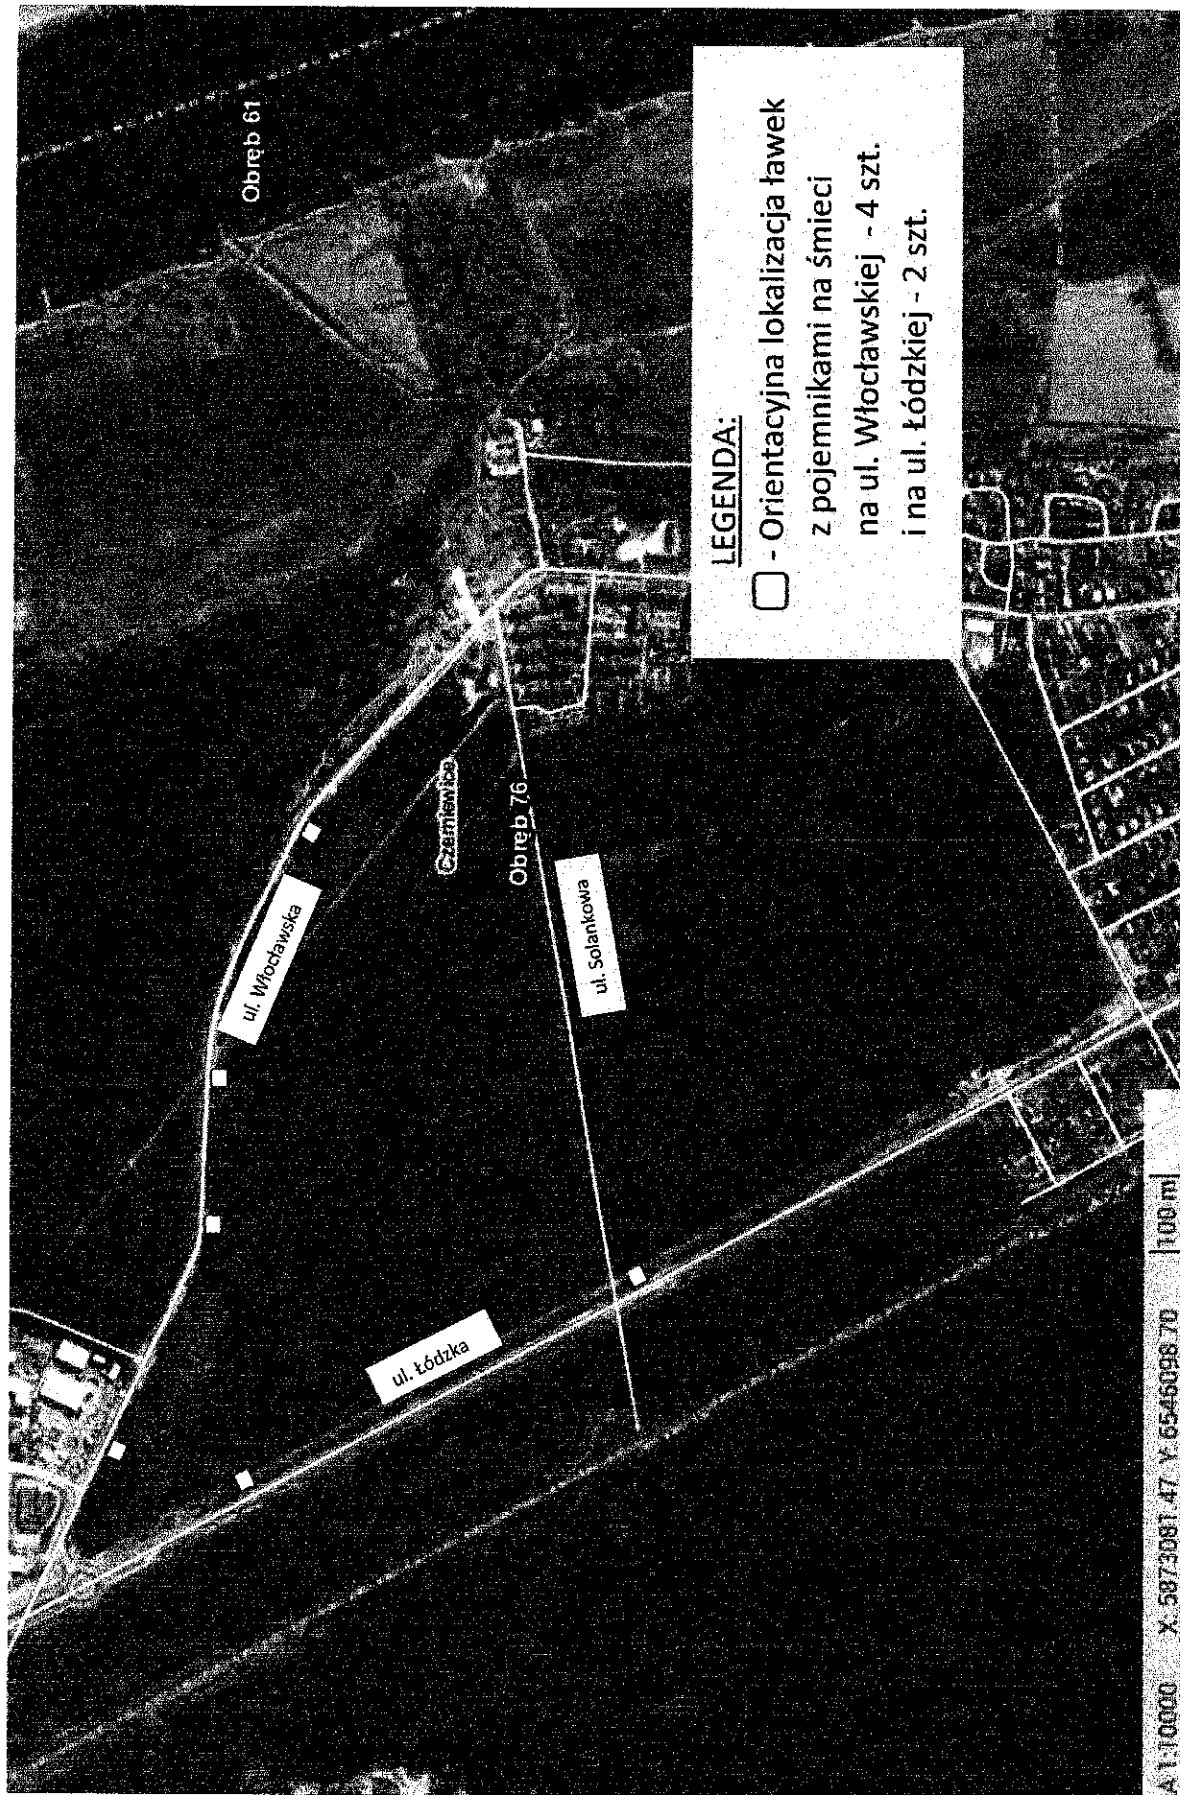 Obręb 61
LEGENDA:
- Orientacyjna lokalizacja ławek
z pojemnikami na śmieci
na ul. Włocławskiej - 4 szt.
i na ul. Łódzkiej - 2 szt.
Czerniewice
Obręb 76
ul. Włocławska
ul. Solankowa
ul. Łódzka
A 1:10000 X: 5873081.47 Y: 6546098.70 100 m